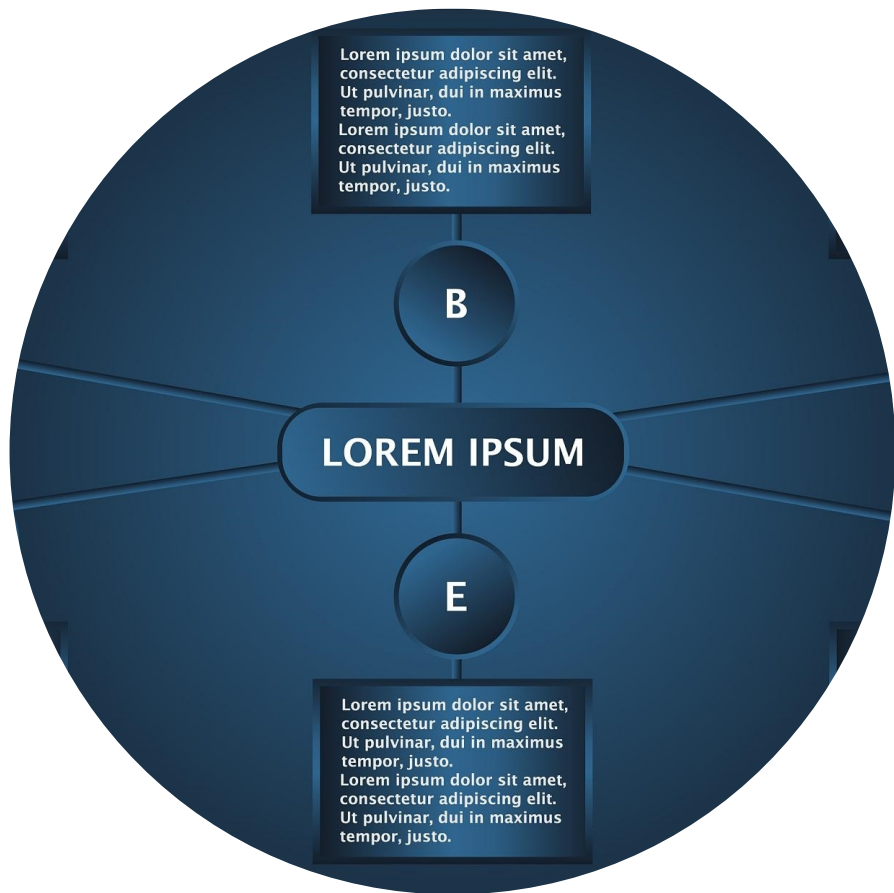 Lorem ipsum dolor sit amet,
consectetur adipiscing elit.
Ut pulvinar, dui in maximus
tempor, justo.
Lorem ipsum dolor sit amet,
consectetur adipiscing elit.
Ut pulvinar, dui in maximus
tempor, justo.
B
LOREM IPSUM
E
Lorem ipsum dolor sit amet,
consectetur adipiscing elit.
Ut pulvinar, dui in maximus
tempor, justo.
Lorem ipsum dolor sit amet,
consectetur adipiscing elit.
Ut pulvinar, dui in maximus
tempor, justo.